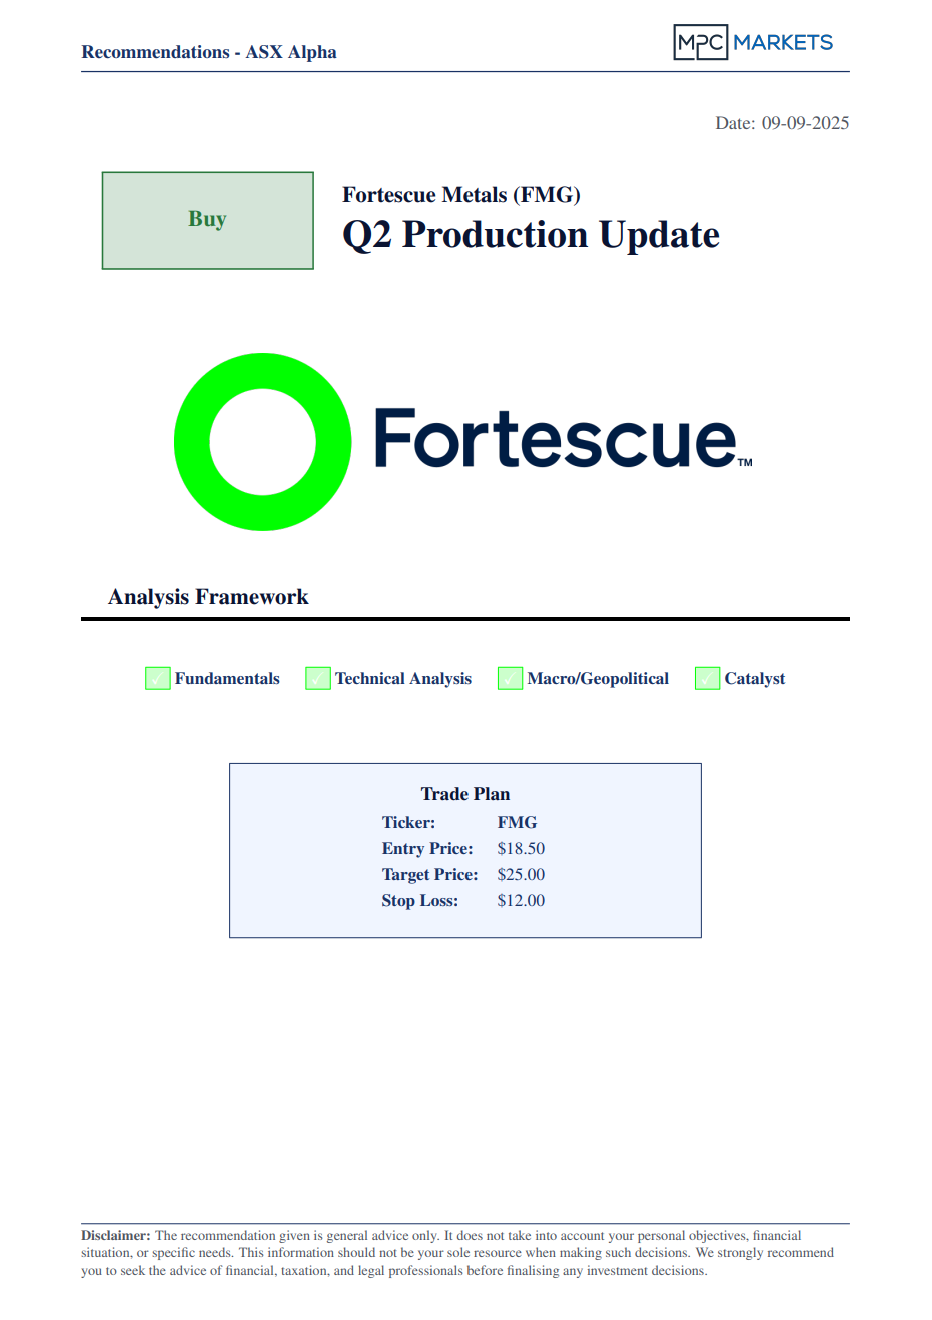 Recommendations - ASX Alpha
MPC MARKETS
Date: 09-09-2025
Buy
Fortescue Metals (FMG)
Q2 Production Update
Fortescue™
Analysis Framework
✓ Fundamentals ✓ Technical Analysis ✓ Macro/Geopolitical ✓ Catalyst
Trade Plan
Ticker: FMG
Entry Price: $18.50
Target Price: $25.00
Stop Loss: $12.00
Disclaimer: The recommendation given is general advice only. It does not take into account your personal objectives, financial
situation, or specific needs. This information should not be your sole resource when making such decisions. We strongly recommend
you to seek the advice of financial, taxation, and legal professionals before finalising any investment decisions.